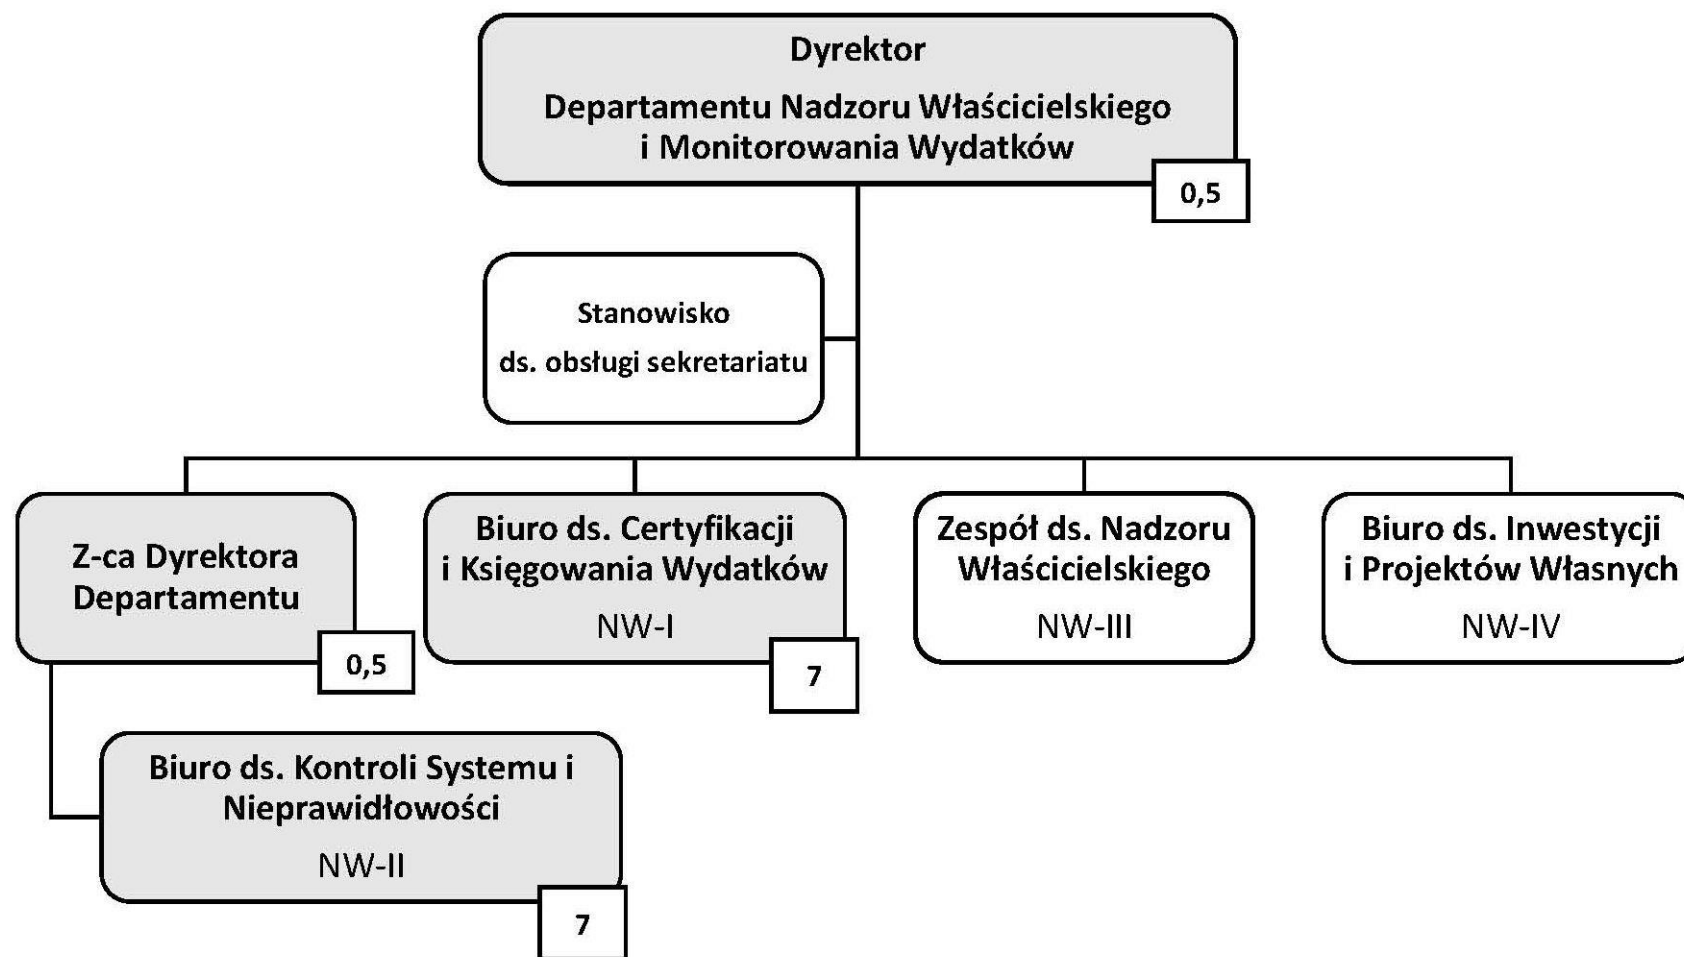 Dyrektor
Departamentu Nadzoru Właścicielskiego
i Monitorowania Wydatków
0,5
Stanowisko
ds. obsługi sekretariatu
Z-ca Dyrektora
Departamentu
0,5
Biuro ds. Certyfikacji
i Księgowania Wydatków
NW-I
7
Zespół ds. Nadzoru
Właścicielskiego
NW-III
Biuro ds. Inwestycji
i Projektów Własnych
NW-IV
Biuro ds. Kontroli Systemu i
Nieprawidłowości
NW-II
7